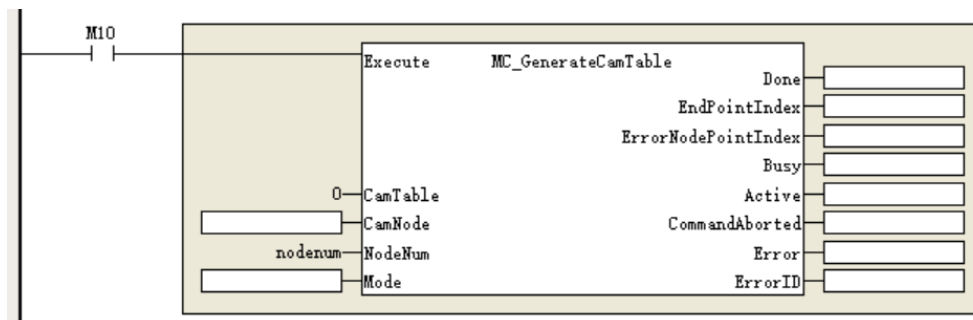 M10
Execute MC_GenerateCamTable
Done
EndPointIndex
ErrorNodePointIndex
Busy
0 CamTable Active
CamNode CommandAborted
nodenum NodeNum Error
Mode ErrorID